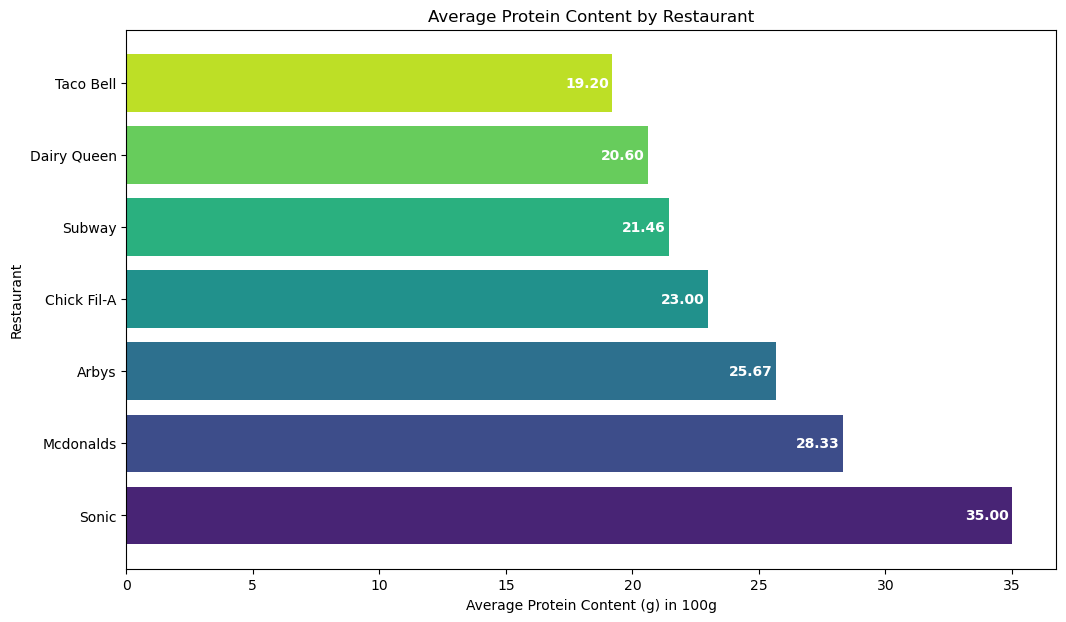 Average Protein Content by Restaurant
Restaurant
Taco Bell 19.20
Dairy Queen 20.60
Subway 21.46
Chick Fil-A 23.00
Arbys 25.67
Mcdonalds 28.33
Sonic 35.00
0 5 10 15 20 25 30 35
Average Protein Content (g) in 100g